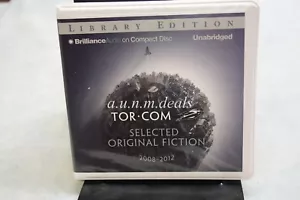 LIBRARY EDITION
Brilliance Audio on Compact Disc Unabridged
a.u.n.m.deals
TOR·COM
SELECTED
ORIGINAL FICTION
2008–2012